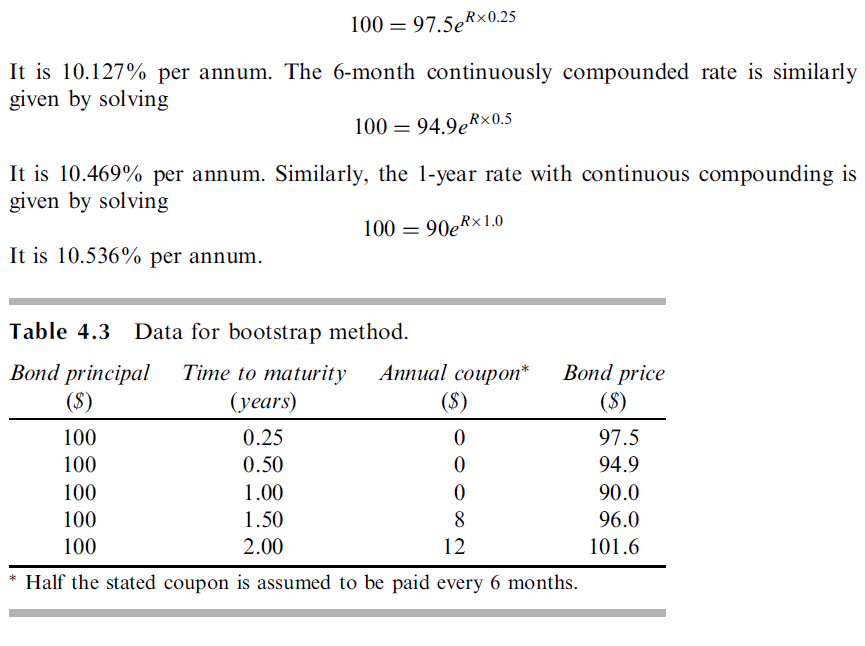 100 = 97.5e^{R×0.25}
It is 10.127% per annum. The 6-month continuously compounded rate is similarly
given by solving
100 = 94.9e^{R×0.5}
It is 10.469% per annum. Similarly, the 1-year rate with continuous compounding is
given by solving
100 = 90e^{R×1.0}
It is 10.536% per annum.
Table 4.3 Data for bootstrap method.
Bond principal Time to maturity Annual coupon* Bond price
($) (years) ($) ($)
100 0.25 0 97.5
100 0.50 0 94.9
100 1.00 0 90.0
100 1.50 8 96.0
100 2.00 12 101.6
* Half the stated coupon is assumed to be paid every 6 months.